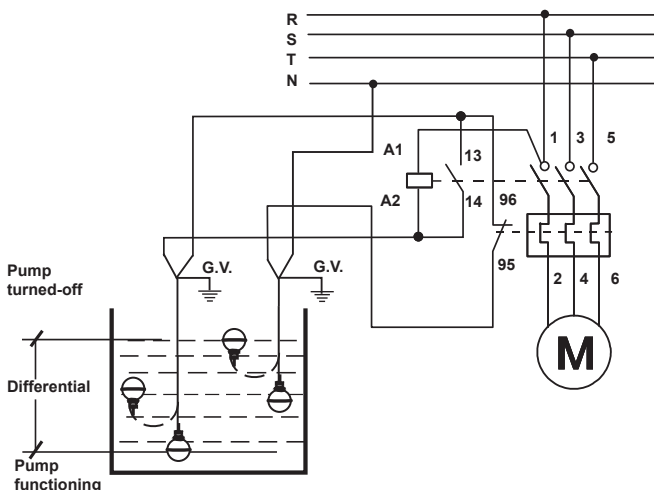 R
S
T
N
A1
13
1
3
5
A2
14
96
95
G.V.
G.V.
2
4
6
Pump
turned-off
M
Differential
Pump
functioning